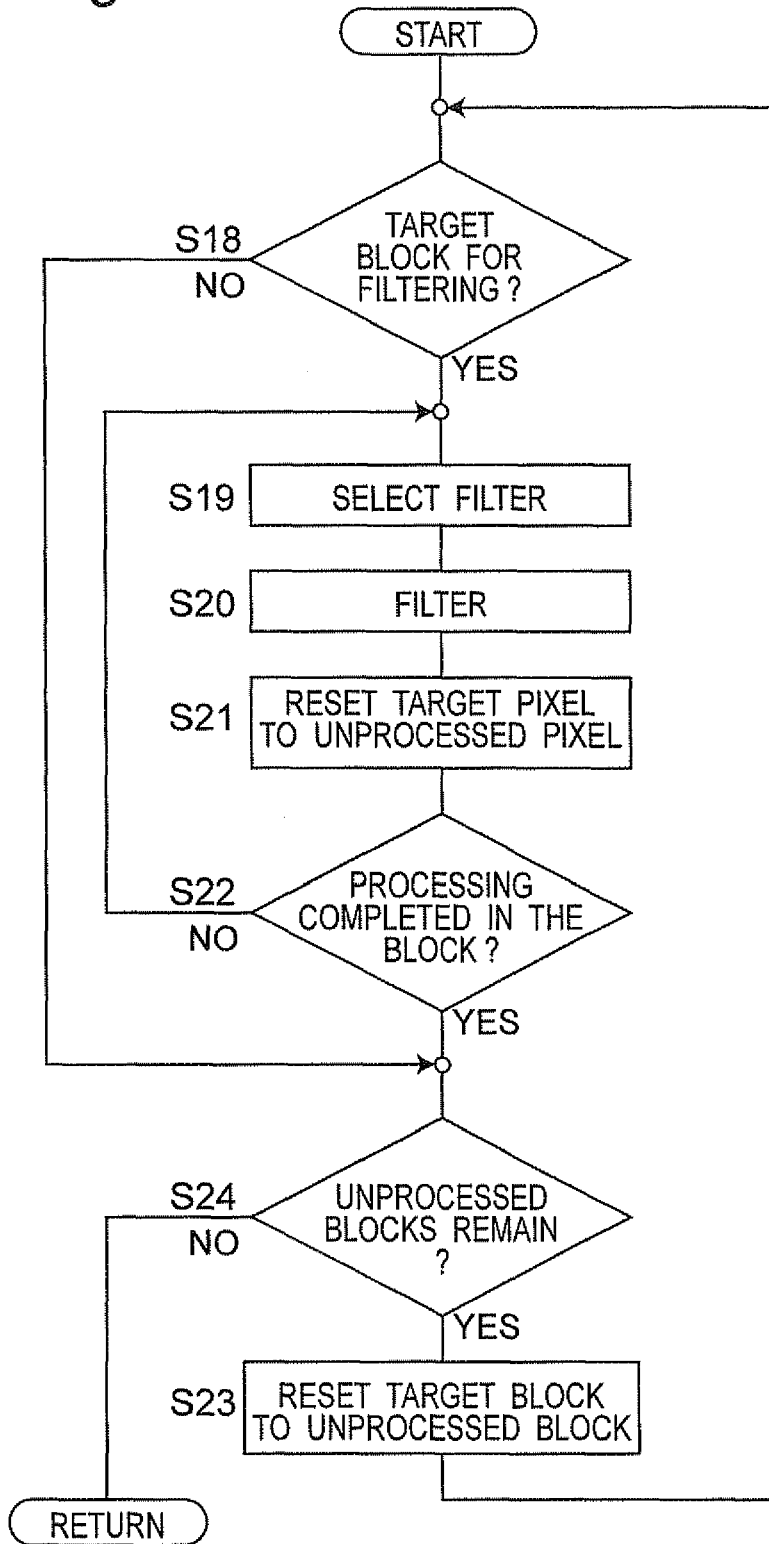 START
TARGET
BLOCK FOR
FILTERING ?
S18
NO
YES
S19
SELECT FILTER
S20
FILTER
S21
RESET TARGET PIXEL
TO UNPROCESSED PIXEL
S22
NO
PROCESSING
COMPLETED IN THE
BLOCK ?
YES
S24
NO
UNPROCESSED
BLOCKS REMAIN
?
YES
S23
RESET TARGET BLOCK
TO UNPROCESSED BLOCK
RETURN